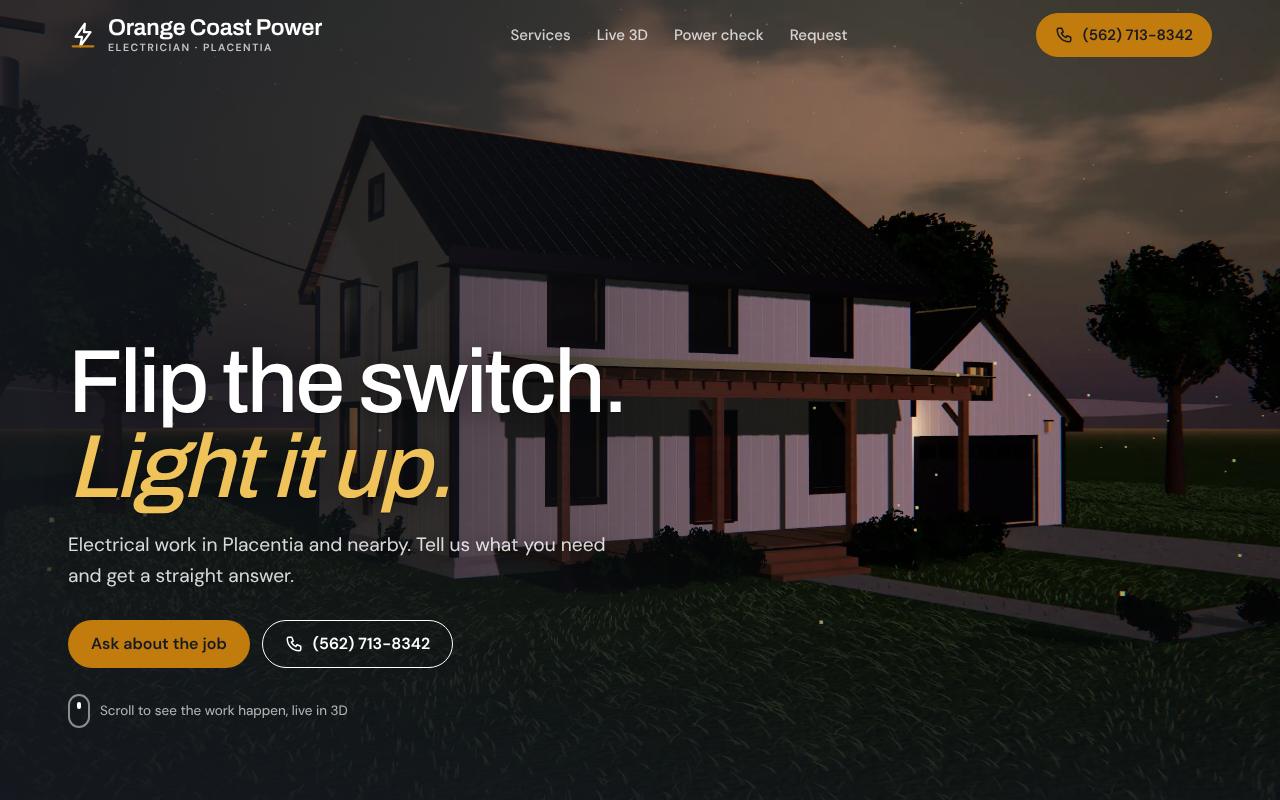 Orange Coast Power
ELECTRICIAN · PLACENTIA
Services
Live 3D
Power check
Request
(562) 713-8342
Flip the switch.
Light it up.
Electrical work in Placentia and nearby. Tell us what you need
and get a straight answer.
Ask about the job
(562) 713-8342
Scroll to see the work happen, live in 3D